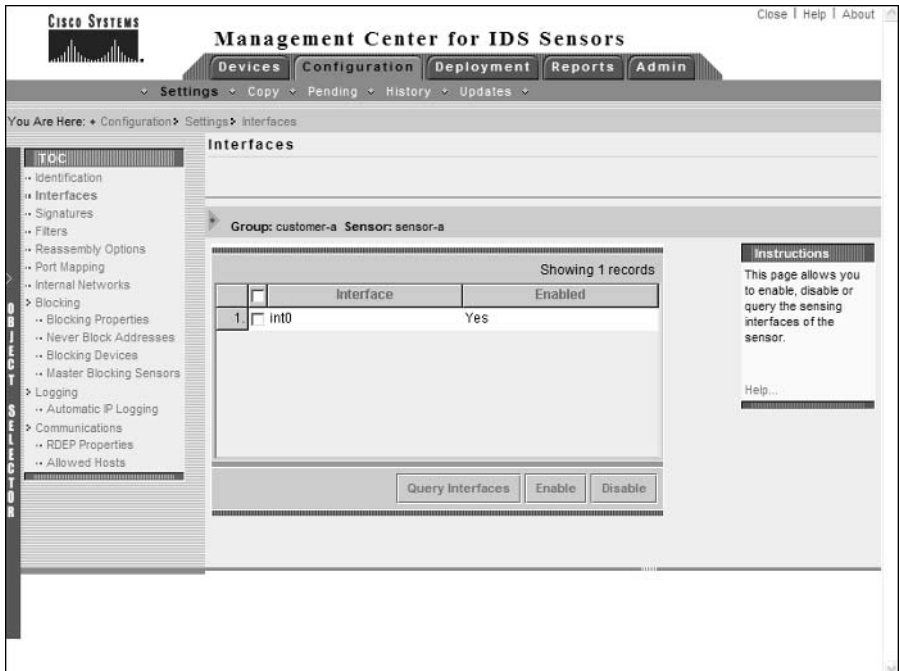 Close | Help | About
CISCO SYSTEMS
Management Center for IDS Sensors
Devices Configuration Deployment Reports Admin
Settings Copy Pending History Updates
You Are Here: Configuration Settings Interfaces
OBJECT SELECTOR
TOC
Identification
Interfaces
Signatures
Filters
Reassembly Options
Port Mapping
Internal Networks
Blocking
Blocking Properties
Never Block Addresses
Blocking Devices
Master Blocking Sensors
Logging
Automatic IP Logging
Communications
RDEP Properties
Allowed Hosts
Interfaces
Group: customer-a Sensor: sensor-a
Showing 1 records
Interface Enabled
1. int0 Yes
Query Interfaces Enable Disable
Instructions
This page allows you
to enable, disable or
query the sensing
interfaces of the
sensor.
Help...